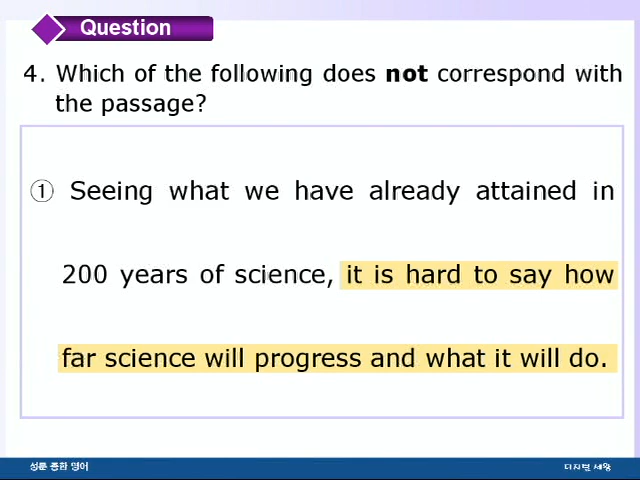 Question
4. Which of the following does not correspond with
the passage?
① Seeing what we have already attained in
200 years of science, it is hard to say how
far science will progress and what it will do.
성문 종합 영어
디지털 세왕